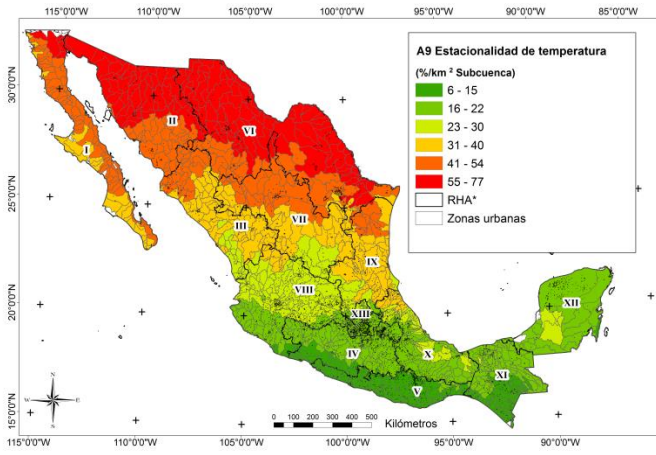 115°0'0"W 110°0'0"W 105°0'0"W 100°0'0"W 95°0'0"W 90°0'0"W 85°0'0"W
A9 Estacionalidad de temperatura
(%/km ² Subcuenca)
6 - 15
16 - 22
23 - 30
31 - 40
41 - 54
55 - 77
RHA*
Zonas urbanas
30°0'0"N
25°0'0"N
20°0'0"N
15°0'0"N
I
II
VI
III
VII
IX
VIII
XIII
IV
X
V
XI
XII
N
W E
S
0 100 200 300 400 500
Kilómetros
115°0'0"W 110°0'0"W 105°0'0"W 100°0'0"W 95°0'0"W 90°0'0"W